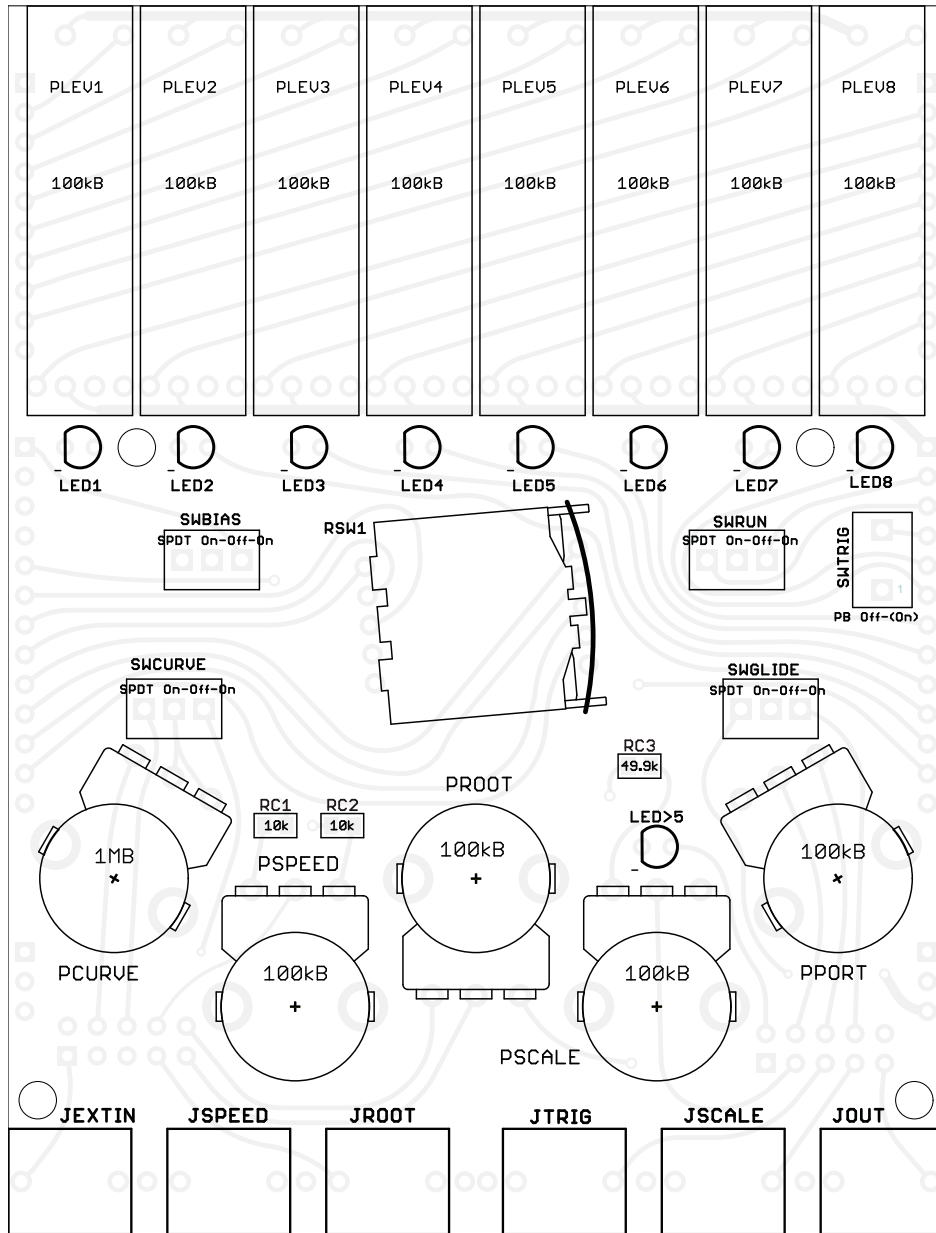 PLEV1 PLEV2 PLEV3 PLEV4 PLEV5 PLEV6 PLEV7 PLEV8
100kB 100kB 100kB 100kB 100kB 100kB 100kB 100kB
LED1 LED2 LED3 LED4 LED5 LED6 LED7 LED8
SWBIAS
SPDT On-Off-On
RSW1
SWRUN
SPDT On-Off-On
SWTRIG
1
PB Off-(On)
SWCURVE
SPDT On-Off-On
SWGLIDE
SPDT On-Off-On
RC3
49.9k
PROOT
100kB
RC1 RC2
10k 10k
LED>5
1MB
PCURVE
PSPEED
100kB
100kB
PSCALE
100kB
PPORT
JEXTIN JSPEED JROOT JTRIG JSCALE JOUT